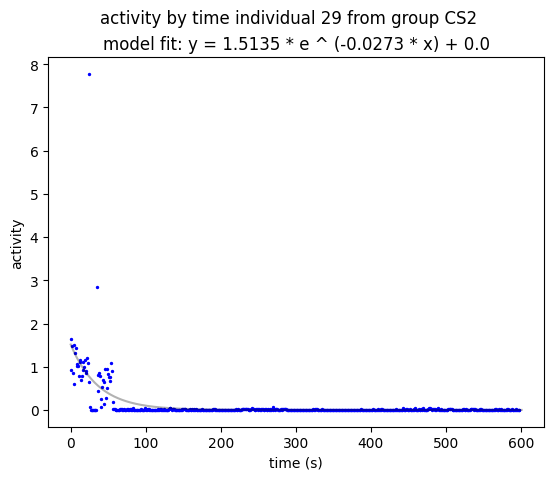 activity by time individual 29 from group CS2
model fit: y = 1.5135 * e ^ (-0.0273 * x) + 0.0
8
7
6
5
4
3
2
1
0
activity
0 100 200 300 400 500 600
time (s)